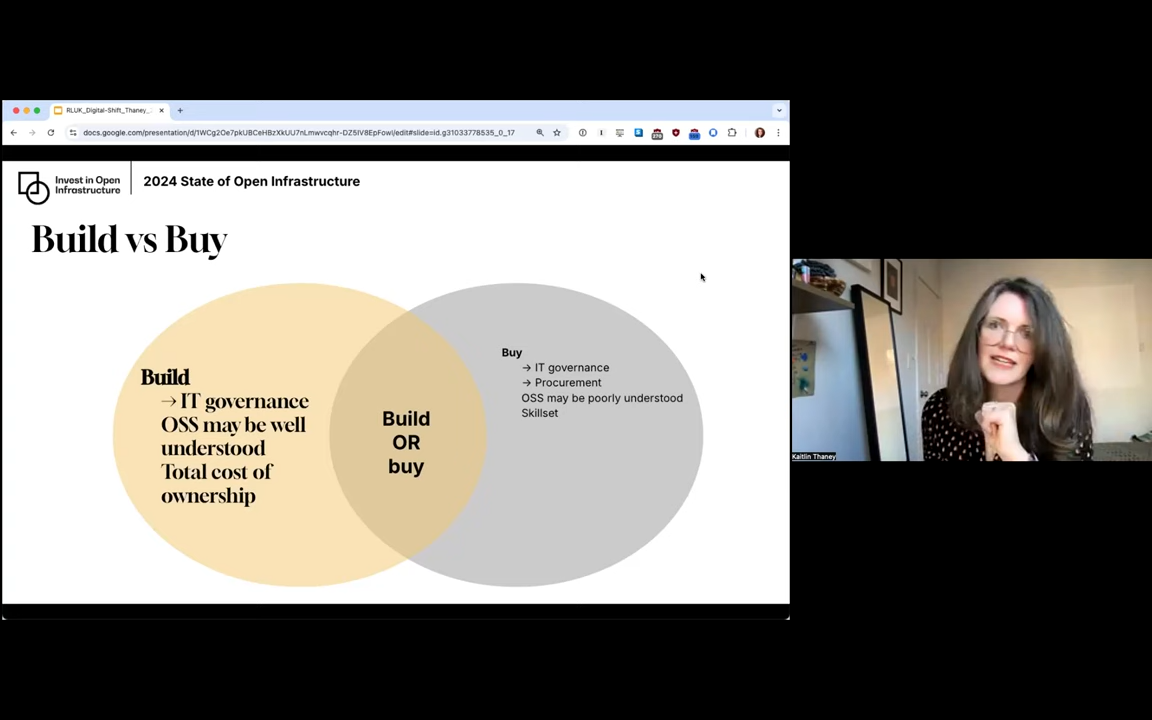 RLUK_Digital-Shift_Thaney_
docs.google.com/presentation/d/1WCg2Oe7pkUBCeHBzXkUU7nLmwvcqhr-DZ5IV8EpFowI/edit#slide=id.g31033778535_0_17
Invest in Open
Infrastructure
2024 State of Open Infrastructure
Build vs Buy
Build
→ IT governance
OSS may be well
understood
Total cost of
ownership
Build
OR
buy
Buy
→ IT governance
→ Procurement
OSS may be poorly understood
Skillset
Kaitlin Thaney